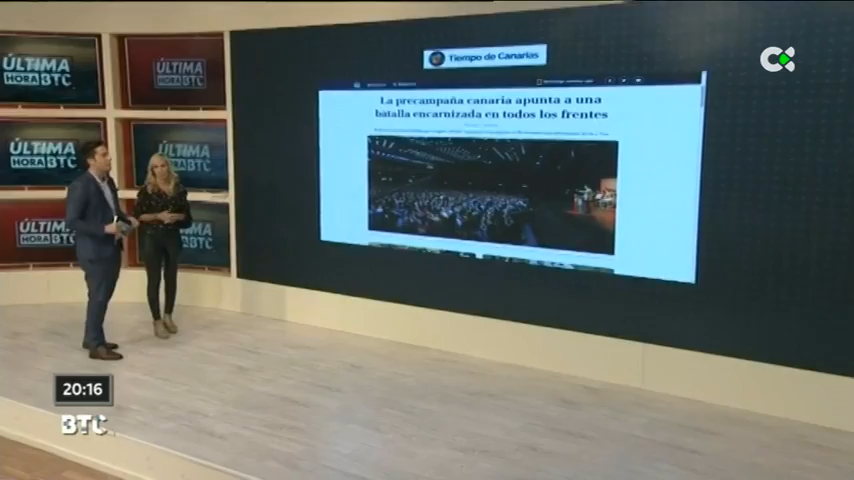 ÚLTIMA
HORA BTC
ÚLTIMA
HORA BTC
Tiempo de Canarias
La precampaña canaria apunta a una
batalla encarnizada en todos los frentes
ÚLTIMA
HORA BTC
ÚLTIMA
HORA BTC
ÚLTIMA
HORA BTC
ÚLTIMA
BTC
20:16
BTC